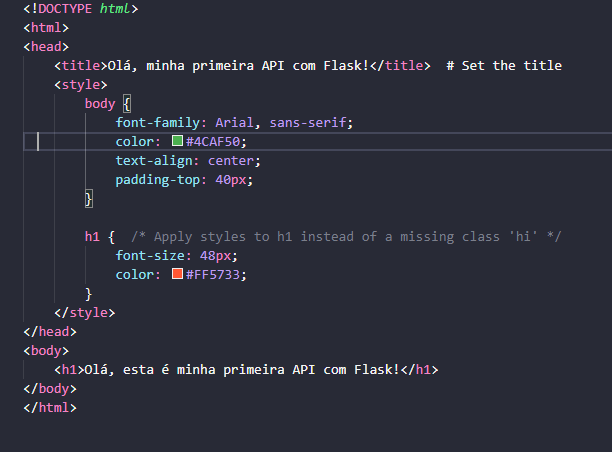 <!DOCTYPE html>
<html>
<head>
    <title>Olá, minha primeira API com Flask!</title>  # Set the title
    <style>
        body {
            font-family: Arial, sans-serif;
            color: #4CAF50;
            text-align: center;
            padding-top: 40px;
        }

        h1 {  /* Apply styles to h1 instead of a missing class 'hi' */
            font-size: 48px;
            color: #FF5733;
        }
    </style>
</head>
<body>
    <h1>Olá, esta é minha primeira API com Flask!</h1>
</body>
</html>